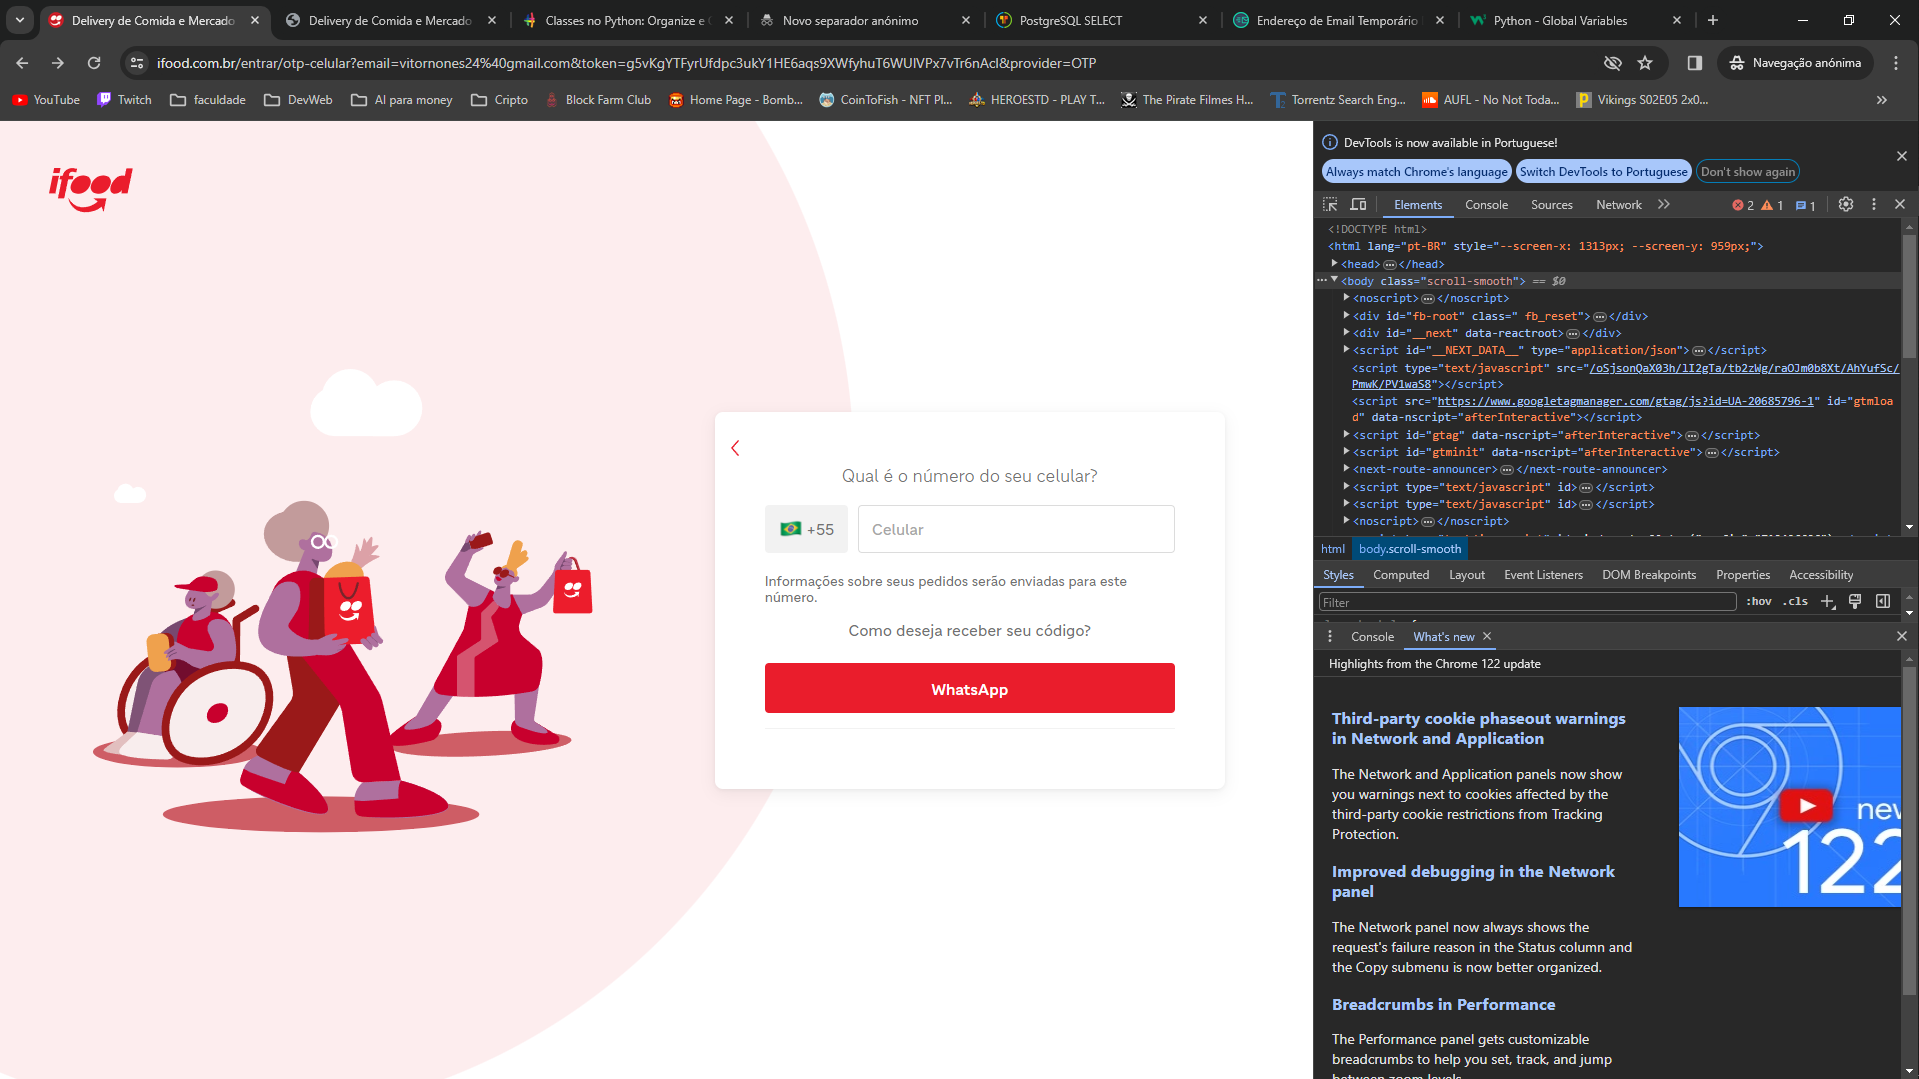 Delivery de Comida e Mercado
Delivery de Comida e Mercado
Classes no Python: Organize e
Novo separador anónimo
PostgreSQL SELECT
Endereço de Email Temporário
Python - Global Variables
ifood.com.br/entrar/otp-celular?email=vitornones24%40gmail.com&token=g5vKgYTFyrUfdpc3ukY1HE6aqs9XWfyhuT6WUIVPx7vTr6nAcI&provider=OTP
Navegação anónima
YouTube
Twitch
faculdade
DevWeb
AI para money
Cripto
Block Farm Club
Home Page - Bomb...
CoinToFish - NFT Pl...
HEROESTD - PLAY T...
The Pirate Filmes H...
Torrentz Search Eng...
AUFL - No Not Toda...
Vikings S02E05 2x0...
ifood
Qual é o número do seu celular?
+55
Celular
Informações sobre seus pedidos serão enviadas para este
número.
Como deseja receber seu código?
WhatsApp
DevTools is now available in Portuguese!
Always match Chrome's language
Switch DevTools to Portuguese
Don't show again
Elements
Console
Sources
Network
2
1
1
<!DOCTYPE html>
<html lang="pt-BR" style="--screen-x: 1313px; --screen-y: 959px;">
<head>…</head>
<body class="scroll-smooth"> == $0
<noscript>…</noscript>
<div id="fb-root" class=" fb_reset">…</div>
<div id="__next" data-reactroot>…</div>
<script id="__NEXT_DATA__" type="application/json">…</script>
<script type="text/javascript" src="/oSjsonQaX03h/lI2gTa/tb2zWg/raOJm0b8Xt/AhYufSc/
PmwK/PV1waS8"></script>
<script src="https://www.googletagmanager.com/gtag/js?id=UA-20685796-1" id="gtmloa
d" data-nscript="afterInteractive"></script>
<script id="gtag" data-nscript="afterInteractive">…</script>
<script id="gtminit" data-nscript="afterInteractive">…</script>
<next-route-announcer>…</next-route-announcer>
<script type="text/javascript" id>…</script>
<script type="text/javascript" id>…</script>
<noscript>…</noscript>
html
body.scroll-smooth
Styles
Computed
Layout
Event Listeners
DOM Breakpoints
Properties
Accessibility
Filter
:hov
.cls
Console
What's new
Highlights from the Chrome 122 update
Third-party cookie phaseout warnings
in Network and Application
The Network and Application panels now show
you warnings next to cookies affected by the
third-party cookie restrictions from Tracking
Protection.
new
122
Improved debugging in the Network
panel
The Network panel now always shows the
request's failure reason in the Status column and
the Copy submenu is now better organized.
Breadcrumbs in Performance
The Performance panel gets customizable
breadcrumbs to help you set, track, and jump
between zoom levels.